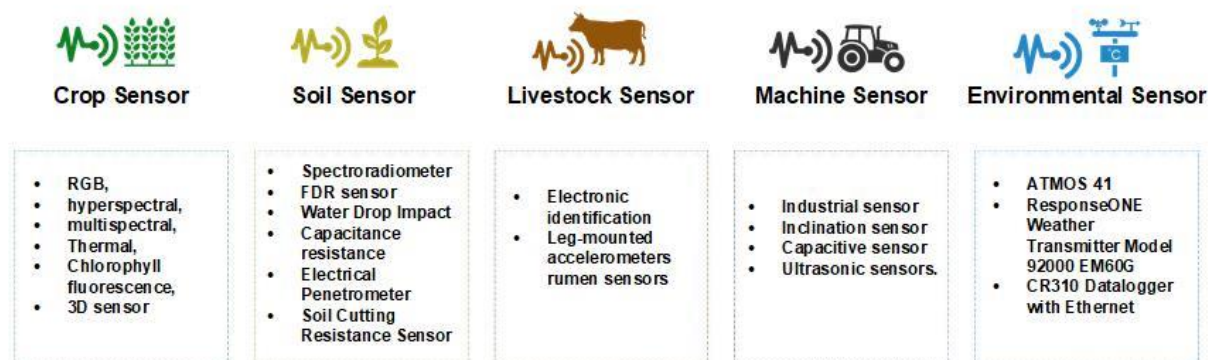 °C
Crop Sensor
Soil Sensor
Livestock Sensor
Machine Sensor
Environmental Sensor
• RGB,
• hyperspectral,
• multispectral,
• Thermal,
• Chlorophyll
fluorescence,
• 3D sensor
• Spectroradiometer
• FDR sensor
• Water Drop Impact
• Capacitance
resistance
• Electrical
Penetrometer
• Soil Cutting
Resistance Sensor
• Electronic
identification
• Leg-mounted
accelerometers
rumen sensors
• Industrial sensor
• Inclination sensor
• Capacitive sensor
• Ultrasonic sensors.
• ATMOS 41
• ResponseONE
Weather
Transmitter Model
92000 EM60G
• CR310 Datalogger
with Ethernet